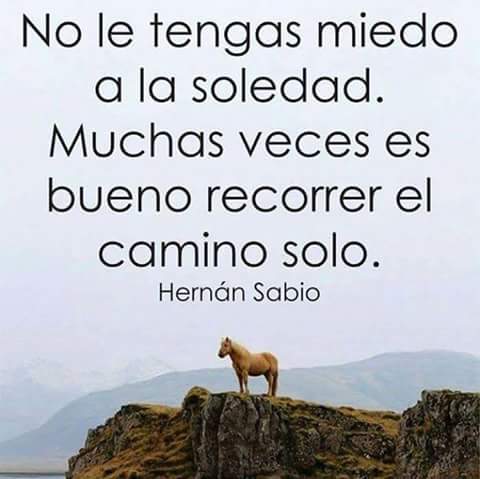 No le tengas miedo
a la soledad.
Muchas veces es
bueno recorrer el
camino solo.
Hernán Sabio